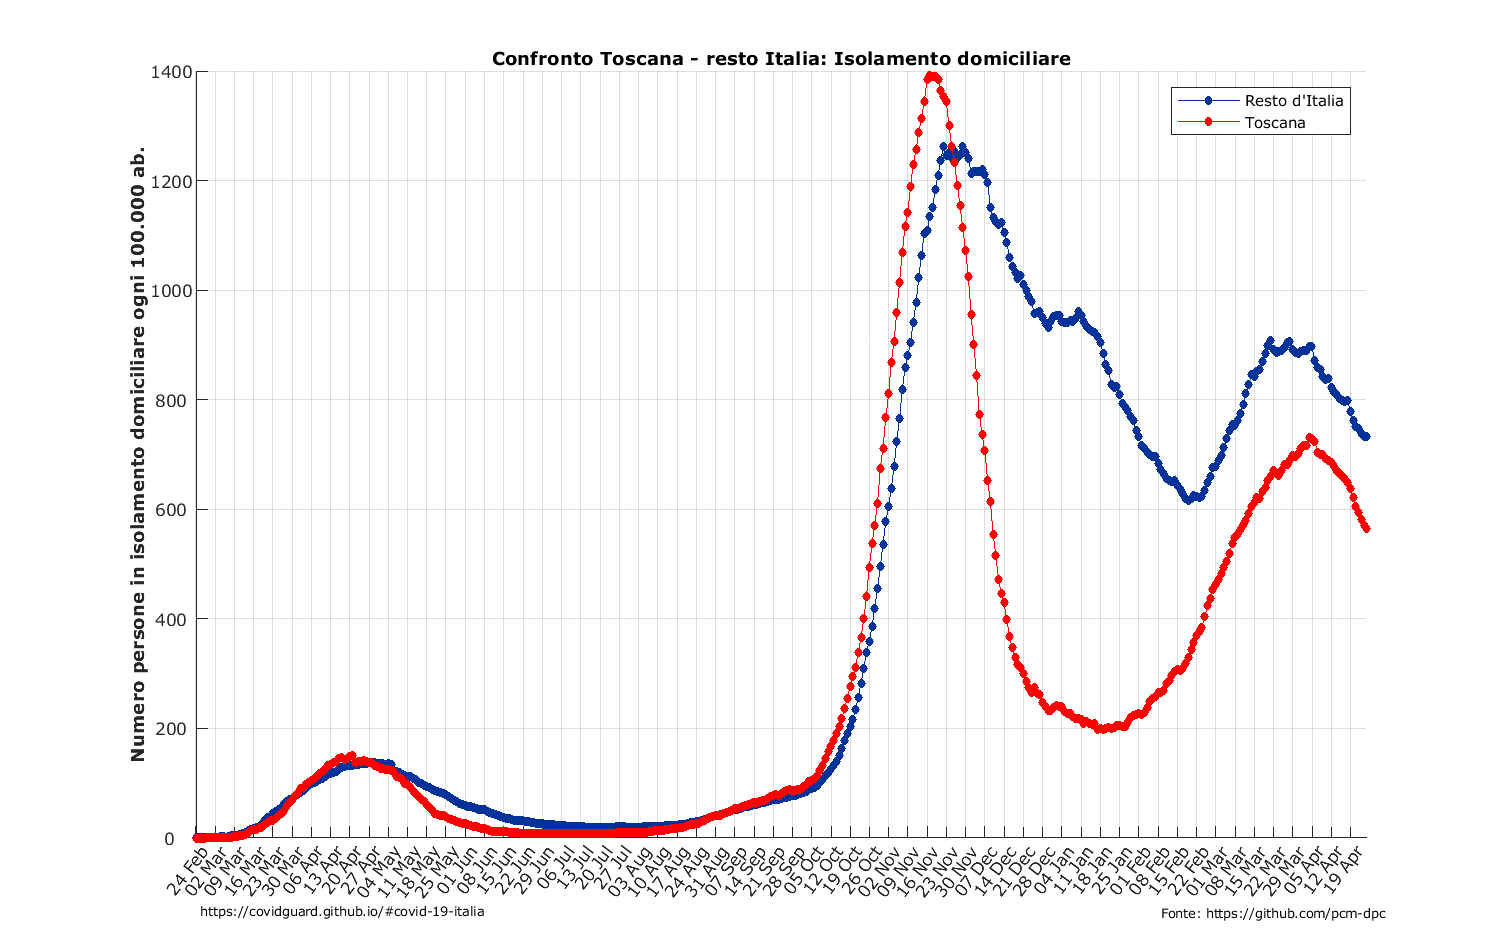 Confronto Toscana - resto Italia: Isolamento domiciliare
Numero persone in isolamento domiciliare ogni 100.000 ab.
1400
1200
1000
800
600
400
200
0
Resto d'Italia
Toscana
24 Feb
02 Mar
09 Mar
16 Mar
23 Mar
30 Mar
06 Apr
13 Apr
20 Apr
27 Apr
04 May
11 May
18 May
25 May
01 Jun
08 Jun
15 Jun
22 Jun
29 Jun
06 Jul
13 Jul
20 Jul
27 Jul
03 Aug
10 Aug
17 Aug
24 Aug
31 Aug
07 Sep
14 Sep
21 Sep
28 Sep
05 Oct
12 Oct
19 Oct
26 Oct
02 Nov
09 Nov
16 Nov
23 Nov
30 Nov
07 Dec
14 Dec
21 Dec
28 Dec
04 Jan
11 Jan
18 Jan
25 Jan
01 Feb
08 Feb
15 Feb
22 Feb
01 Mar
08 Mar
15 Mar
22 Mar
29 Mar
05 Apr
12 Apr
19 Apr
https://covidguard.github.io/#covid-19-italia
Fonte: https://github.com/pcm-dpc